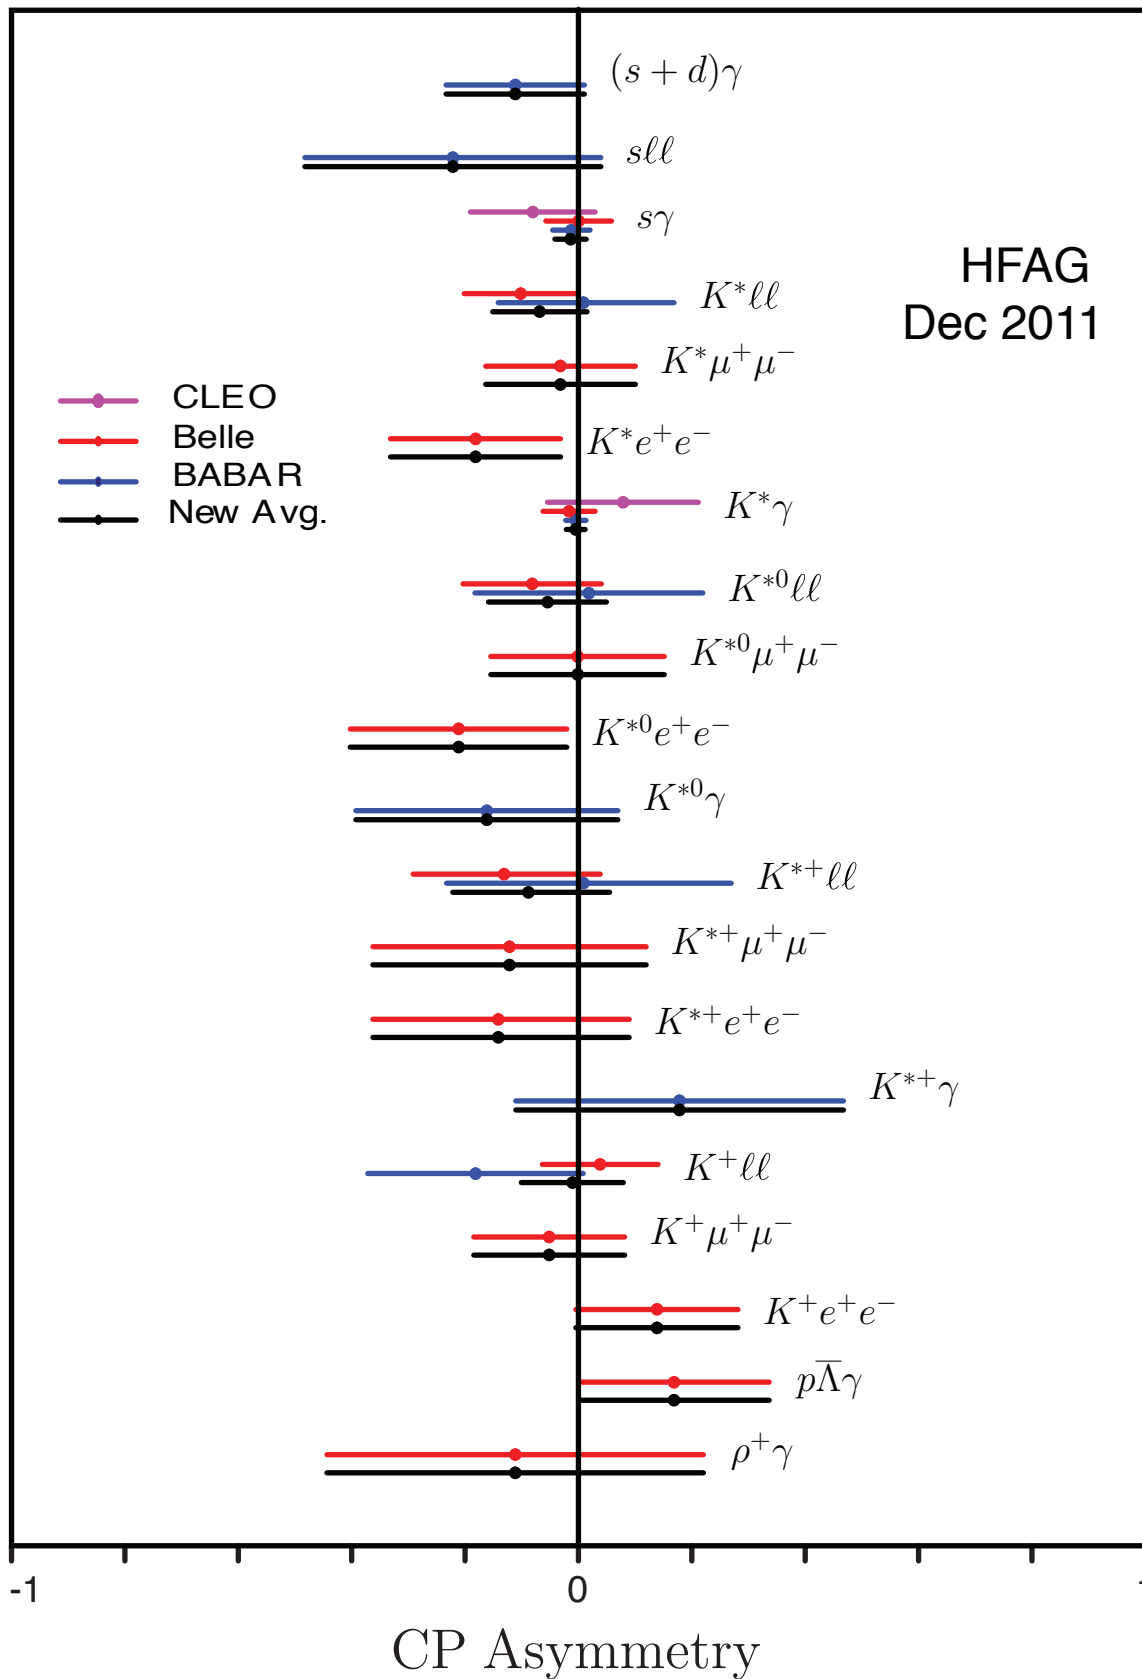 (s + d)γ
sℓℓ
sγ
HFAG
Dec 2011
K*ℓℓ
K*μ⁺μ⁻
CLEO
Belle
BABAR
New Avg.
K*e⁺e⁻
K*γ
K*⁰ℓℓ
K*⁰μ⁺μ⁻
K*⁰e⁺e⁻
K*⁰γ
K*⁺ℓℓ
K*⁺μ⁺μ⁻
K*⁺e⁺e⁻
K*⁺γ
K⁺ℓℓ
K⁺μ⁺μ⁻
K⁺e⁺e⁻
pΛ̅γ
ρ⁺γ
-1 0 1
CP Asymmetry